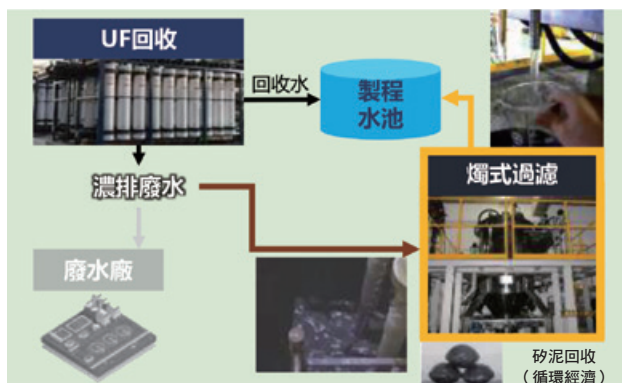 UF回收
回收水
製程
水池
濃排廢水
燭式過濾
廢水廠
矽泥回收
（循環經濟）